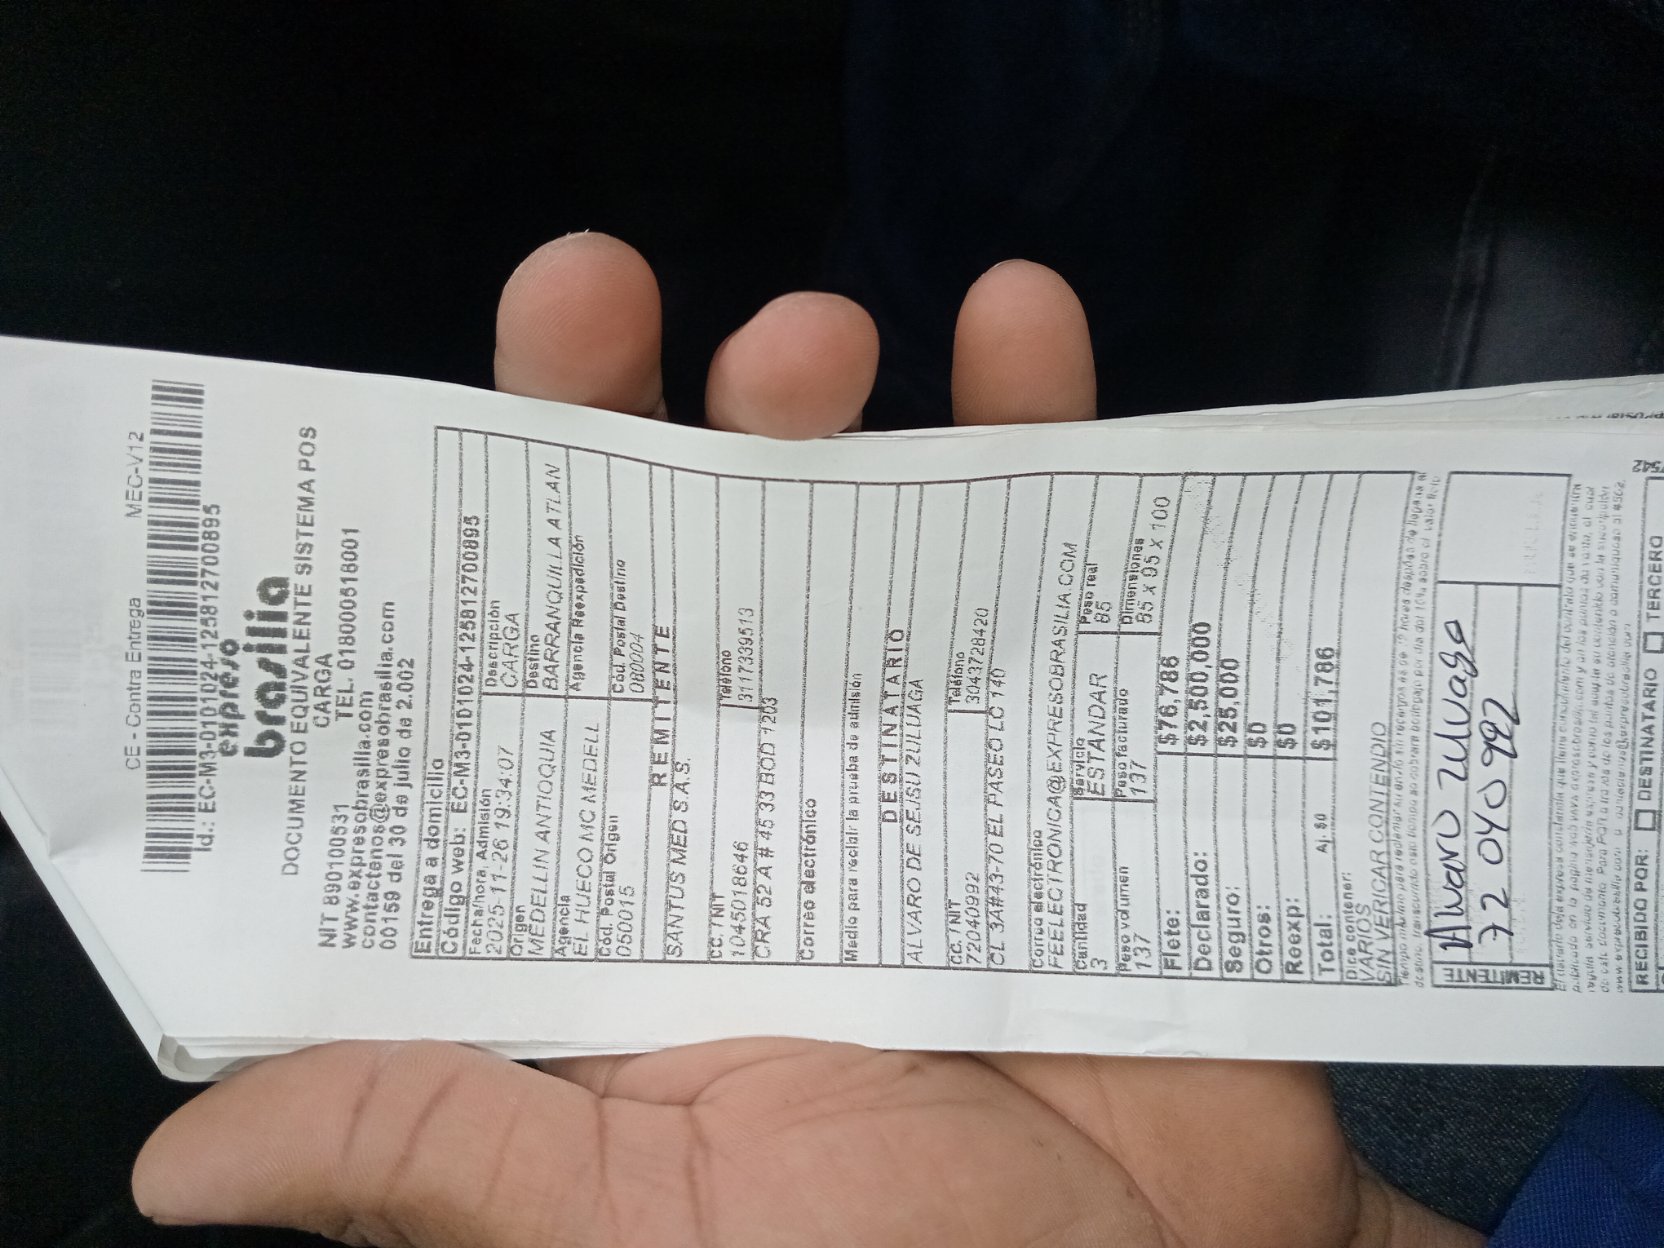 CE - Contra Entrega MEC-V12
Id.: EC-M3-0101024-125812700895
expreso
brasilia
DOCUMENTO EQUIVALENTE SISTEMA POS
CARGA
NIT 890100531 TEL. 018000518001
www.expresobrasilia.com
contactenos@expresobrasilia.com
00159 del 30 de julio de 2.002
Entrega a domicilio
Código web: EC-M3-0101024-125812700895
Fecha/hora Admisión Descripción
2025-11-26 19:34:07 CARGA
Origen Destino
MEDELLIN ANTIOQUIA BARRANQUILLA ATLAN
Agencia Agencia Reexpedición
EL HUECO MC MEDELL
Cód. Postal Origen Cód. Postal Destino
050015 080004
REMITENTE
SANTUS MED S.A.S.
CC. / NIT Teléfono
1045018646 3117339513
CRA 52 A # 45 33 BOD 1203
Correo electrónico
Medio para recibir la prueba de admisión
DESTINATARIO
ALVARO DE SEJSU ZULUAGA
CC. / NIT Teléfono
72040992 3043728420
CL 3A#43-70 EL PASEO LC 140
Correo electrónico
FEELECTRONICA@EXPRESOBRASILIA.COM
Cantidad Servicio Peso real
3 ESTANDAR 85
Peso volumen Peso facturado Dimensiones
137 137 85 x 05 x 100
Flete: $76,786
Declarado: $2,500,000
Seguro: $25,000
Otros: $0
Reexp: $0
Total: Aj. $0 $101,786
Dice contener:
VARIOS
SIN VERICAR CONTENDIO
REMITENTE
Alvaro zuluaga
72 040 992
RECIBIDO POR: DESTINATARIO TERCERO